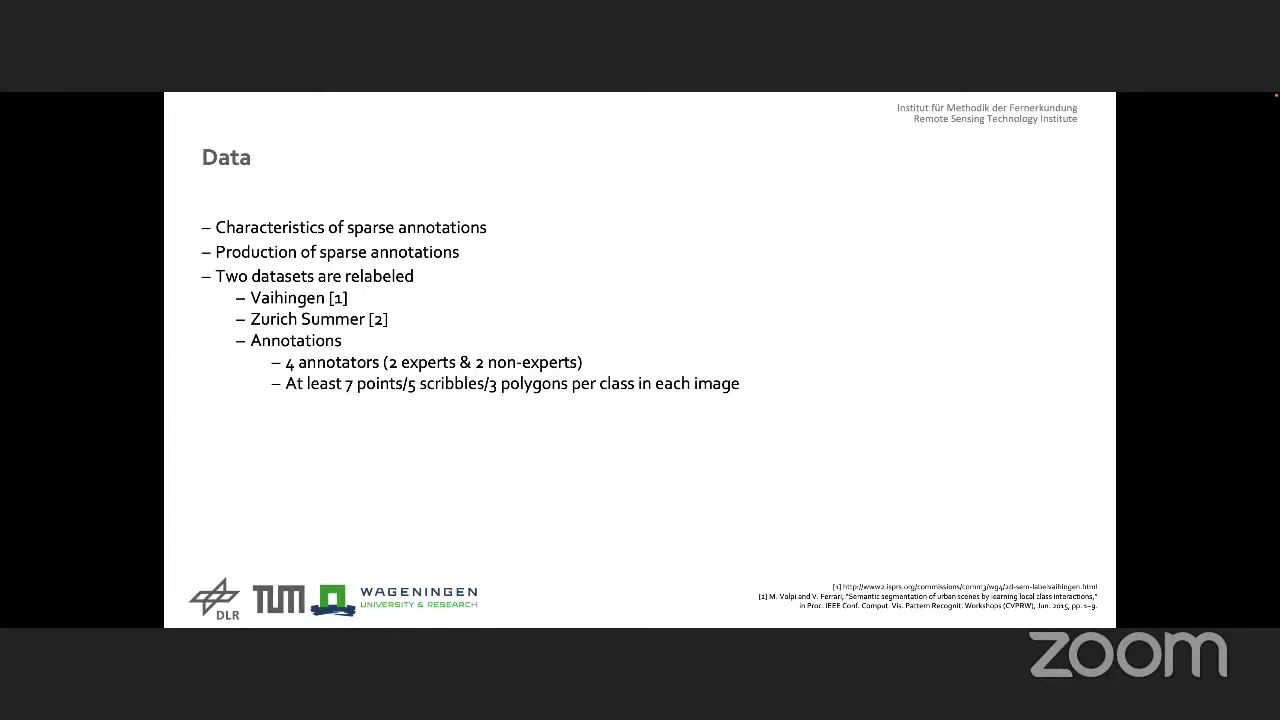 Institut für Methodik der Fernerkundung
Remote Sensing Technology Institute
Data
– Characteristics of sparse annotations
– Production of sparse annotations
– Two datasets are relabeled
– Vaihingen [1]
– Zurich Summer [2]
– Annotations
– 4 annotators (2 experts & 2 non-experts)
– At least 7 points/5 scribbles/3 polygons per class in each image
DLR
TUM
WAGENINGEN
UNIVERSITY & RESEARCH
[1] http://www2.isprs.org/commissions/comm3/wg4/2d-sem-labelvaihingen.html
[1] M. Volpi and V. Ferrari, "Semantic segmentation of urban scenes by learning local class interactions,"
in Proc. IEEE Conf. Comput. Vis. Pattern Recognit. Workshops (CVPRW), Jun. 2015, pp. 1–9.
zoom